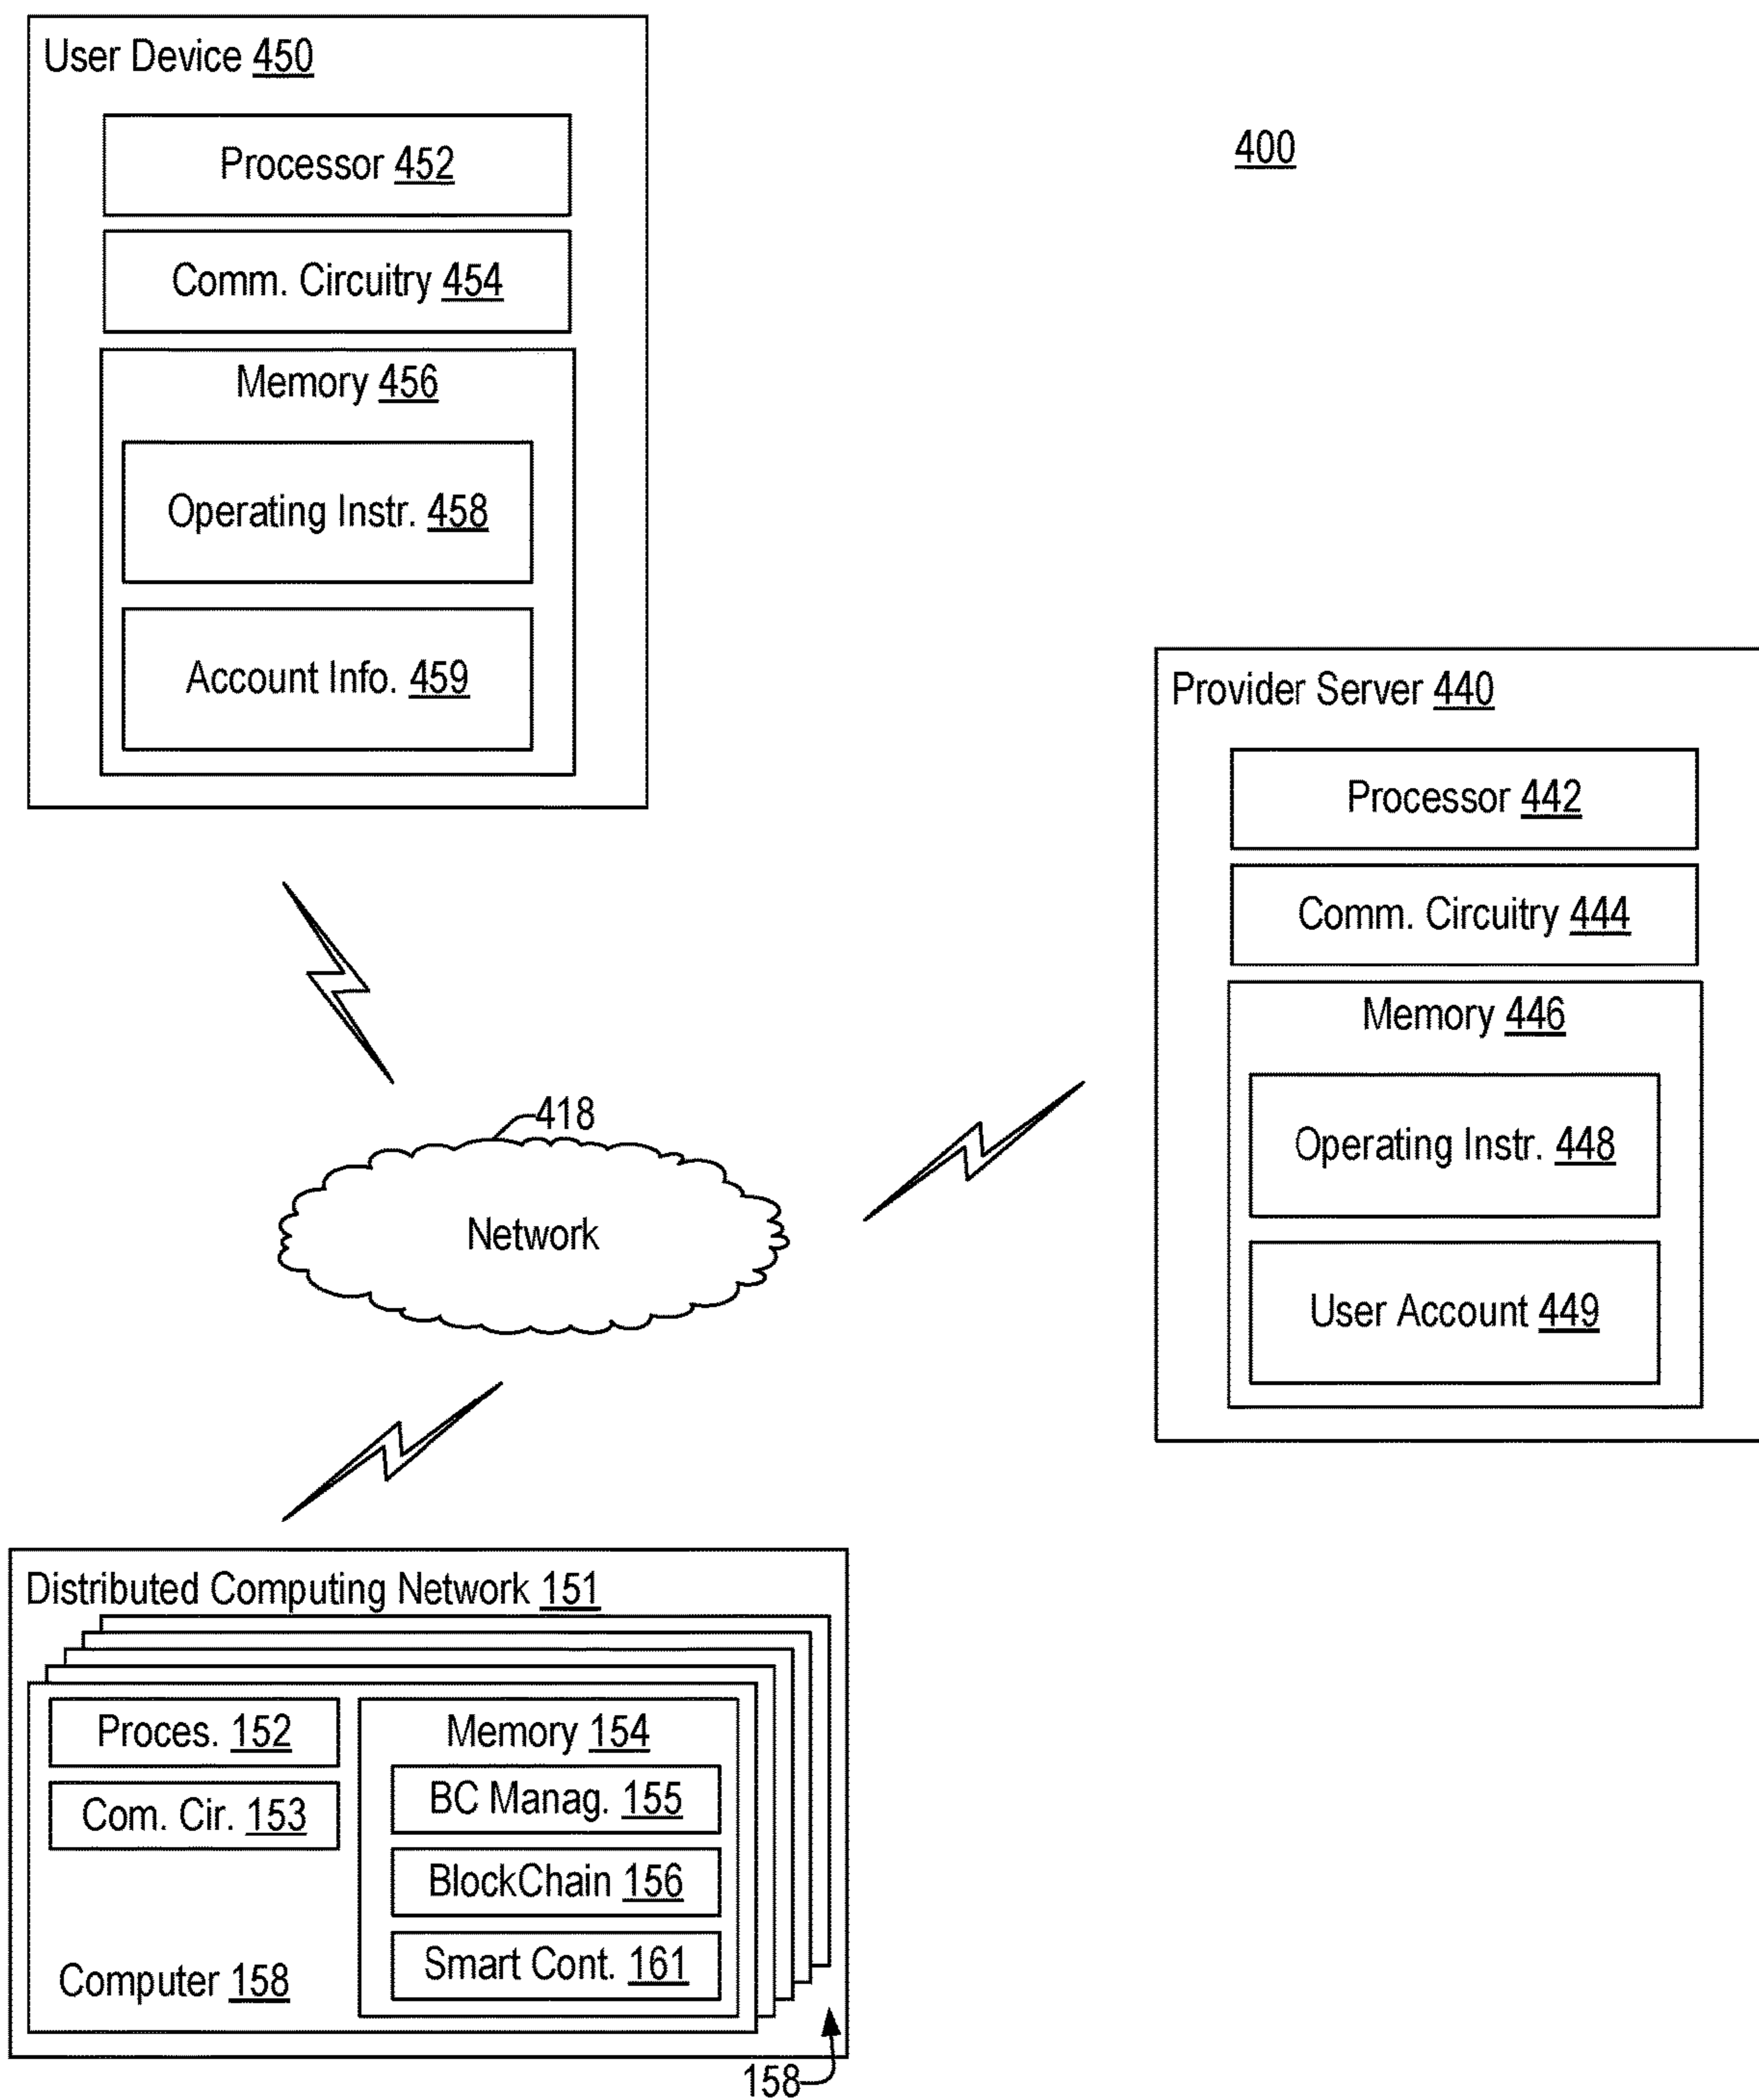 User Device 450
Processor 452
Comm. Circuitry 454
Memory 456
Operating Instr. 458
Account Info. 459
400
Provider Server 440
Processor 442
Comm. Circuitry 444
Memory 446
Operating Instr. 448
User Account 449
418
Network
Distributed Computing Network 151
Proces. 152
Com. Cir. 153
Computer 158
Memory 154
BC Manag. 155
BlockChain 156
Smart Cont. 161
158